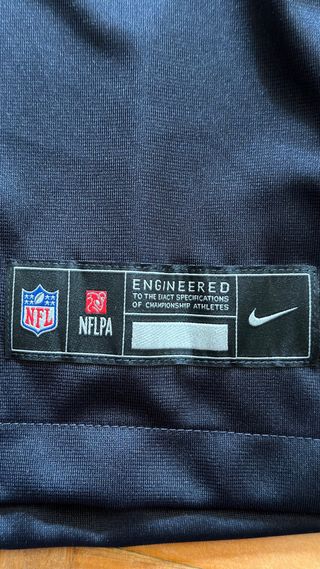 NFL
NFLPA
ENGINEERED
TO THE EXACT SPECIFICATIONS
OF CHAMPIONSHIP ATHLETES